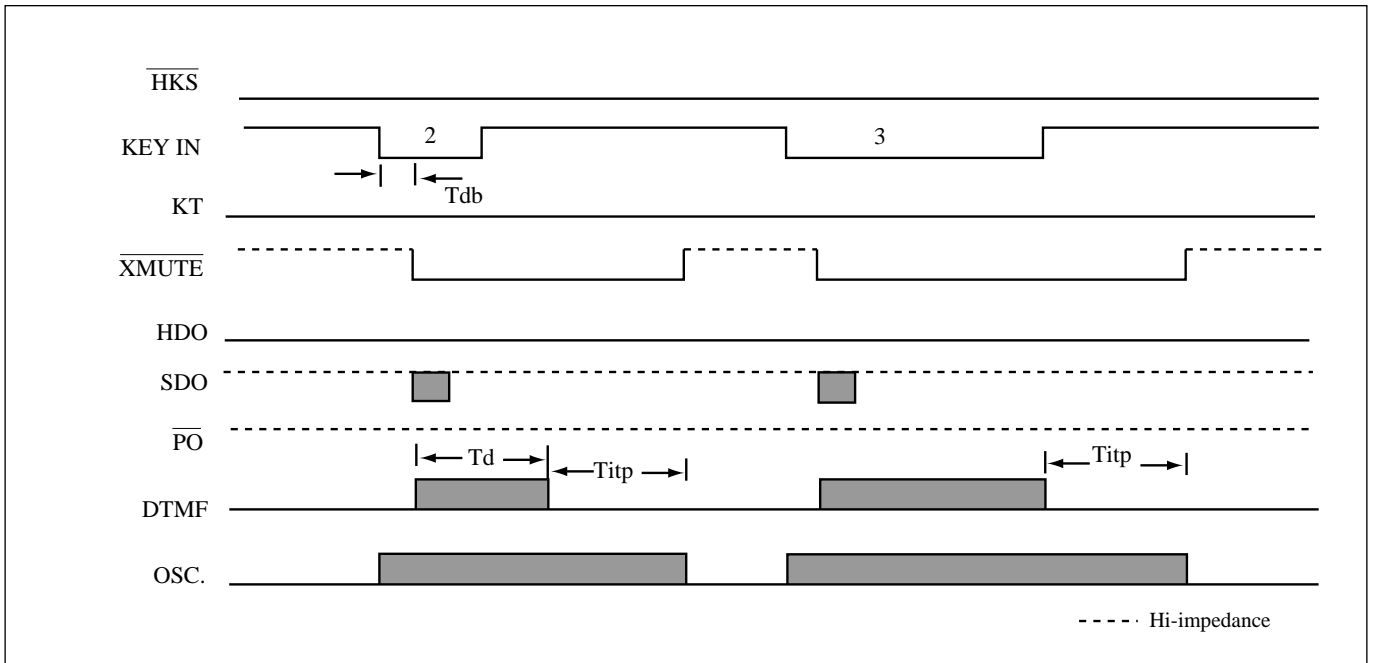 HKS
KEY IN
2
3
Tdb
KT
XMUTE
HDO
SDO
PO
Td
Titp
Titp
DTMF
OSC.
Hi-impedance